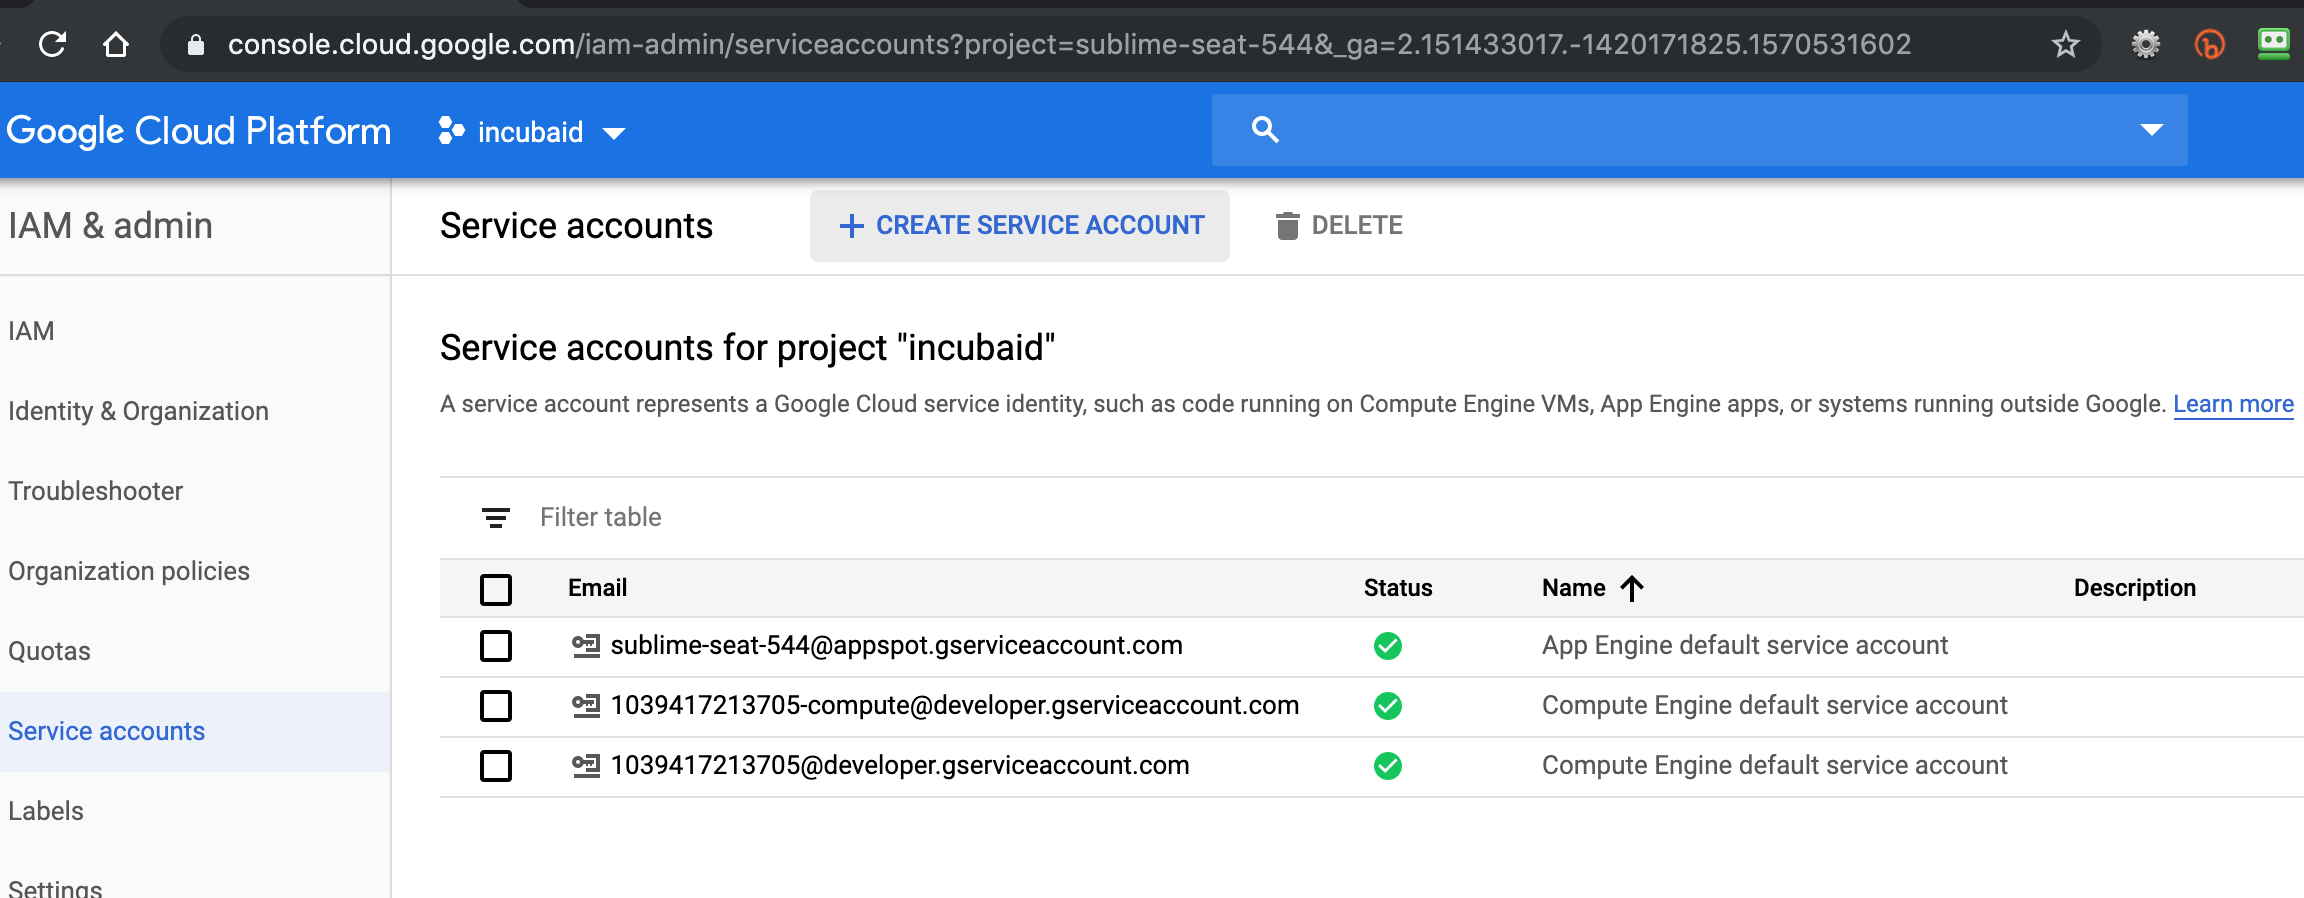 console.cloud.google.com/iam-admin/serviceaccounts?project=sublime-seat-544&_ga=2.151433017.-1420171825.1570531602
Google Cloud Platform incubaid
IAM & admin
Service accounts + CREATE SERVICE ACCOUNT DELETE
IAM
Identity & Organization
Troubleshooter
Organization policies
Quotas
Service accounts
Labels
Settings
Service accounts for project "incubaid"
A service account represents a Google Cloud service identity, such as code running on Compute Engine VMs, App Engine apps, or systems running outside Google. Learn more
Filter table
Email Status Name Description
sublime-seat-544@appspot.gserviceaccount.com App Engine default service account
1039417213705-compute@developer.gserviceaccount.com Compute Engine default service account
1039417213705@developer.gserviceaccount.com Compute Engine default service account